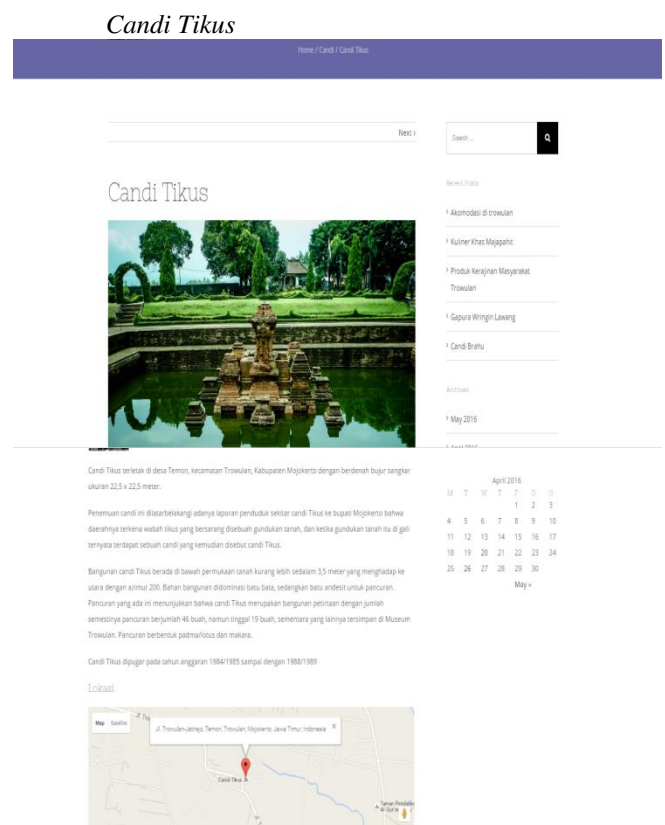 Candi Tikus
Home / Candi / Candi Tikus
Next ›
Candi Tikus
Search ...
Recent Posts
› Akomodasi di trowulan
› Kuliner Khas Majapahit
› Produk Kerajinan Masyarakat
Trowulan
› Gapura Wringin Lawang
› Candi Brahu
Archives
› May 2016
› April 2016
Candi Tikus terletak di desa Temon, kecamatan Trowulan, Kabupaten Mojokerto dengan berdenah bujur sangkar
ukuran 22,5 x 22,5 meter.
Penemuan candi ini dilatarbelakangi adanya laporan penduduk sekitar candi Tikus ke bupati Mojokerto bahwa
daerahnya terkena wabah tikus yang bersarang disebuah gundukan tanah, dan ketika gundukan tanah itu di gali
ternyata terdapat sebuah candi yang kemudian disebut candi Tikus.
Bangunan candi Tikus berada di bawah permukaan tanah kurang lebih sedalam 3,5 meter yang menghadap ke
utara dengan azimut 200. Bahan bangunan didominasi batu bata, sedangkan batu andesit untuk pancuran.
Pancuran yang ada ini menunjukkan bahwa candi Tikus merupakan bangunan petirtaan dengan jumlah
semestinya pancuran berjumlah 46 buah, namun tinggal 19 buah, sementara yang lainnya tersimpan di Museum
Trowulan. Pancuran berbentuk padma/lotus dan makara.
Candi Tikus dipugar pada tahun anggaran 1984/1985 sampai dengan 1988/1989
April 2016
M T W T F S S
1 2 3
4 5 6 7 8 9 10
11 12 13 14 15 16 17
18 19 20 21 22 23 24
25 26 27 28 29 30
May »
Lokasi
Map Satellite
Jl. Trowulan-Jatirejo, Temon, Trowulan, Mojokerto, Jawa Timur, Indonesia
Candi Tikus
Taman Pendidikan
Al-Qur'an